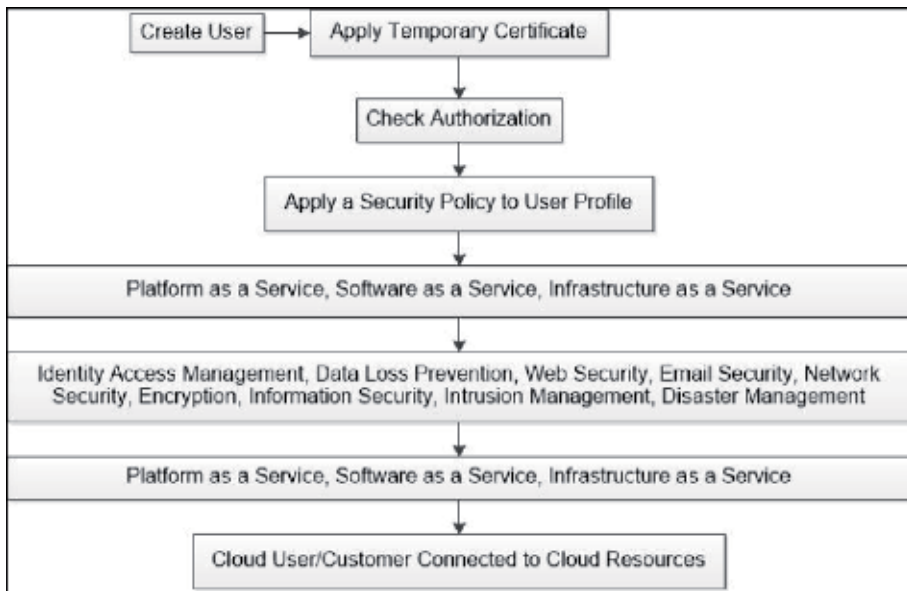 Create User
Apply Temporary Certificate
Check Authorization
Apply a Security Policy to User Profile
Platform as a Service, Software as a Service, Infrastructure as a Service
Identity Access Management, Data Loss Prevention, Web Security, Email Security, Network
Security, Encryption, Information Security, Intrusion Management, Disaster Management
Platform as a Service, Software as a Service, Infrastructure as a Service
Cloud User/Customer Connected to Cloud Resources